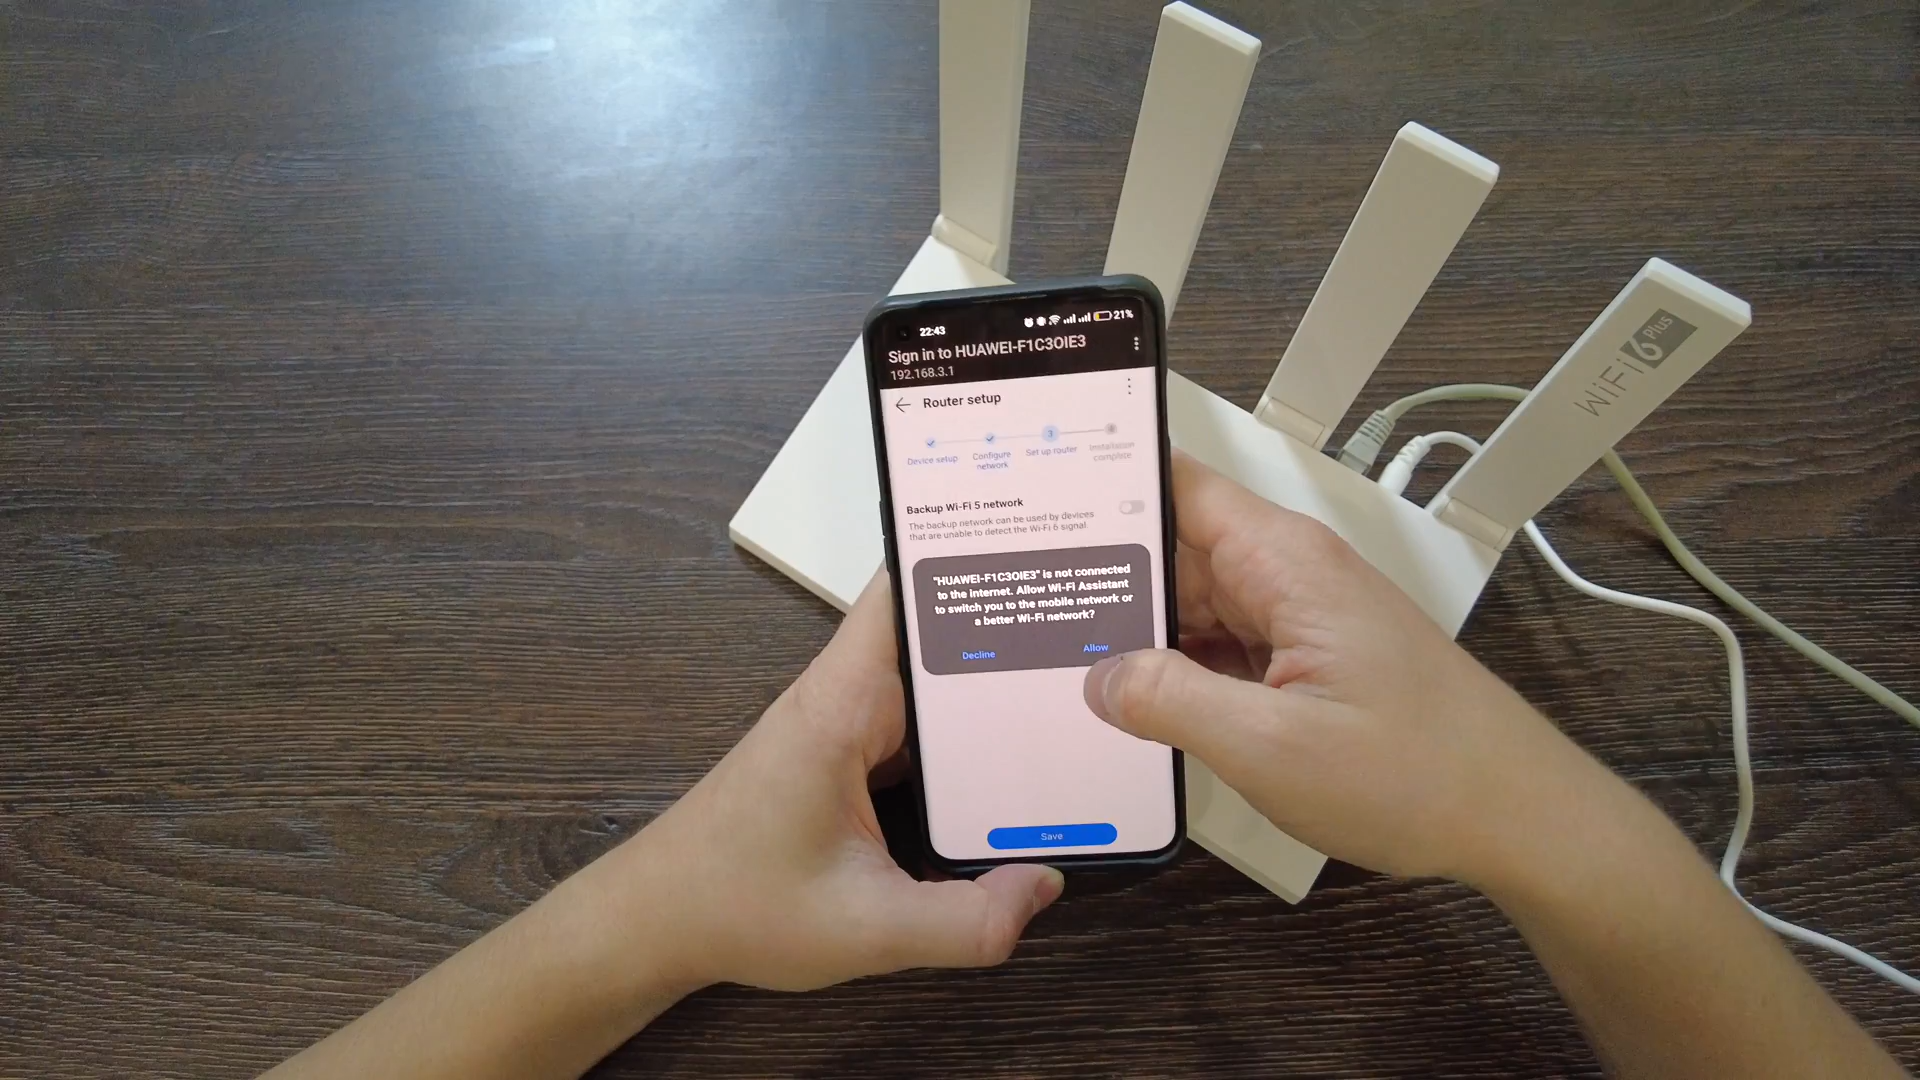 22:43
21%
Sign in to HUAWEI-F1C3OIE3
192.168.3.1
Router setup
3
4
Device setup
Configure
network
Set up router
Installation
complete
Backup Wi-Fi 5 network
The backup network can be used by devices
that are unable to detect the Wi-Fi 6 signal.
"HUAWEI-F1C3OIE3" is not connected
to the internet. Allow Wi-Fi Assistant
to switch you to the mobile network or
a better Wi-Fi network?
Decline
Allow
Save
WiFi 6 Plus